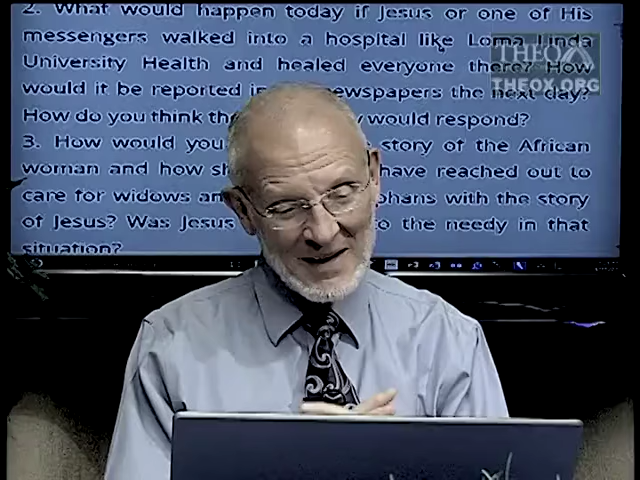 2. What would happen today if Jesus or one of His
messengers walked into a hospital like Loma Linda
University Health and healed everyone there? How
would it be reported in newspapers the next day?
How do you think the would respond?
3. How would you story of the African
woman and how have reached out to
care for widows with the story
of Jesus? Was Jesus the needy in that
situation?
THEOX
THEOX.ORG